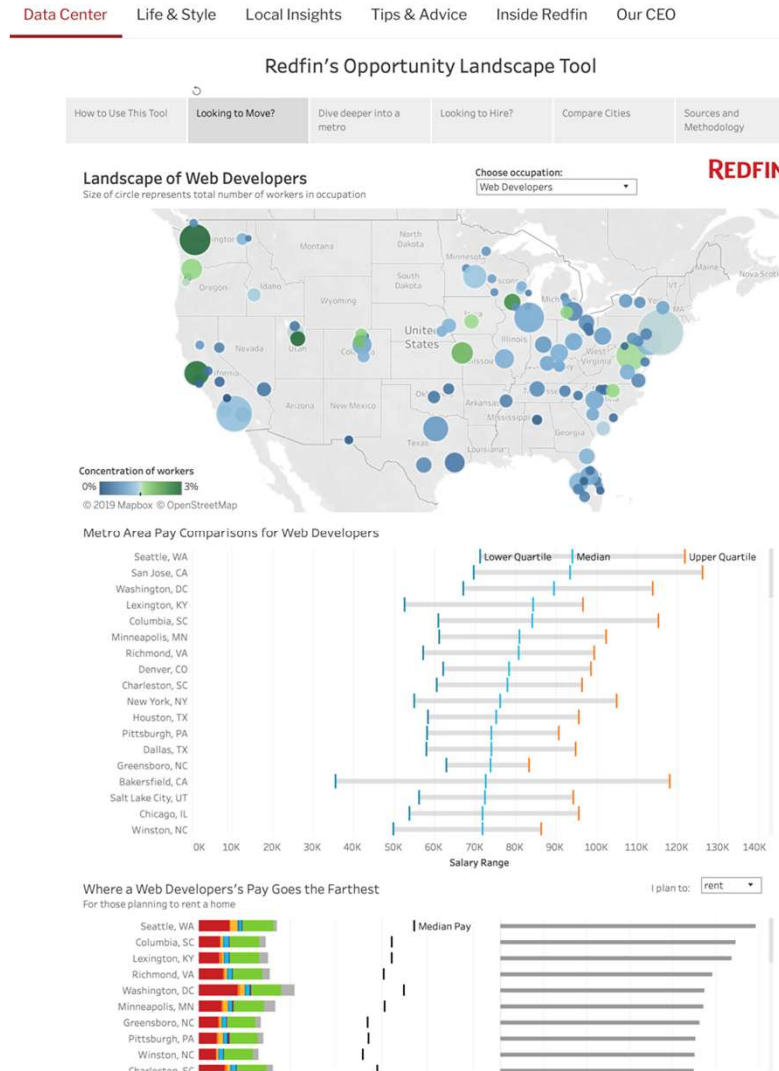 Data Center Life & Style Local Insights Tips & Advice Inside Redfin Our CEO
Redfin's Opportunity Landscape Tool
How to Use This Tool
Looking to Move?
Dive deeper into a
metro
Looking to Hire?
Compare Cities
Sources and
Methodology
Landscape of Web Developers
Size of circle represents total number of workers in occupation
Choose occupation:
Web Developers
REDFIN
North
Dakota
Montana
Minnesota
South
Dakota
Oregon
Idaho
Wyoming
Maine
VT
MA
Nova Scot
Nevada
Utah
United
States
Illinois
West
Virginia
Arizona
New Mexico
Arkansas
Mississippi
Texas
Louisiana
Georgia
Concentration of workers
0% 3%
© 2019 Mapbox © OpenStreetMap
Metro Area Pay Comparisons for Web Developers
Seattle, WA Lower Quartile Median Upper Quartile
San Jose, CA
Washington, DC
Lexington, KY
Columbia, SC
Minneapolis, MN
Richmond, VA
Denver, CO
Charleston, SC
New York, NY
Houston, TX
Pittsburgh, PA
Dallas, TX
Greensboro, NC
Bakersfield, CA
Salt Lake City, UT
Chicago, IL
Winston, NC
0K 10K 20K 30K 40K 50K 60K 70K 80K 90K 100K 110K 120K 130K 140K
Salary Range
Where a Web Developers's Pay Goes the Farthest
For those planning to rent a home
I plan to: rent
Seattle, WA Median Pay
Columbia, SC
Lexington, KY
Richmond, VA
Washington, DC
Minneapolis, MN
Greensboro, NC
Pittsburgh, PA
Winston, NC
Charleston, SC